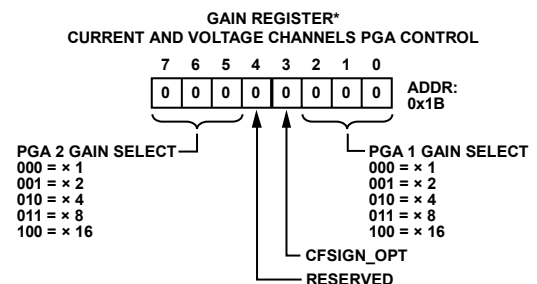 GAIN REGISTER*
CURRENT AND VOLTAGE CHANNELS PGA CONTROL
7 6 5 4 3 2 1 0
0 0 0 0 0 0 0 0
ADDR:
0x1B
PGA 2 GAIN SELECT
000 = × 1
001 = × 2
010 = × 4
011 = × 8
100 = × 16
PGA 1 GAIN SELECT
000 = × 1
001 = × 2
010 = × 4
011 = × 8
100 = × 16
CFSIGN_OPT
RESERVED